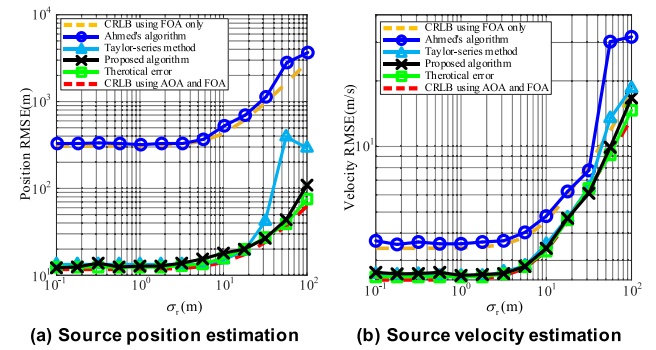 CRLB using FOA only
Ahmed's algorithm
Taylor-series method
Proposed algorithm
Therotical error
CRLB using AOA and FOA
Position RMSE(m)
10^4
10^3
10^2
10
10^-1
10^0
10^1
10^2
σ_r(m)
(a) Source position estimation
CRLB using FOA only
Ahmed's algorithm
Taylor-series method
Proposed algorithm
Therotical error
CRLB using AOA and FOA
Velocity RMSE(m/s)
10^1
10^-1
10^0
10^1
10^2
σ_r(m)
(b) Source velocity estimation